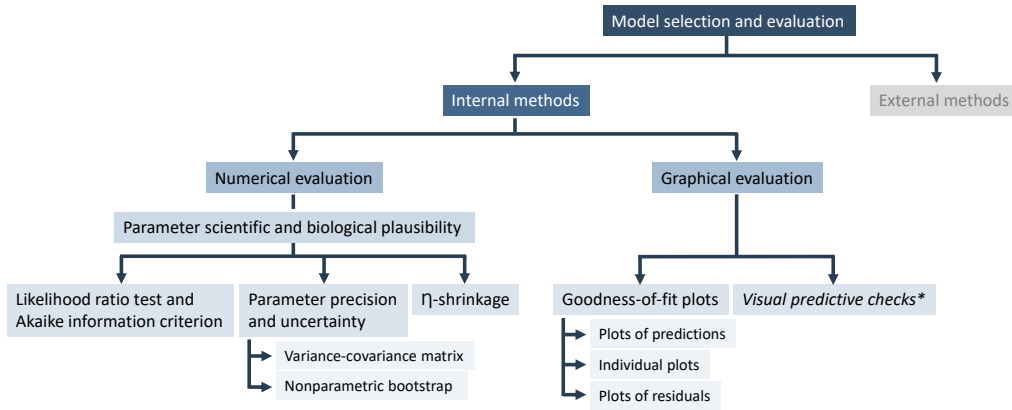 Model selection and evaluation
Internal methods
External methods
Numerical evaluation
Graphical evaluation
Parameter scientific and biological plausibility
Likelihood ratio test and
Akaike information criterion
Parameter precision
and uncertainty
η-shrinkage
Goodness-of-fit plots
Visual predictive checks*
Variance-covariance matrix
Nonparametric bootstrap
Plots of predictions
Individual plots
Plots of residuals